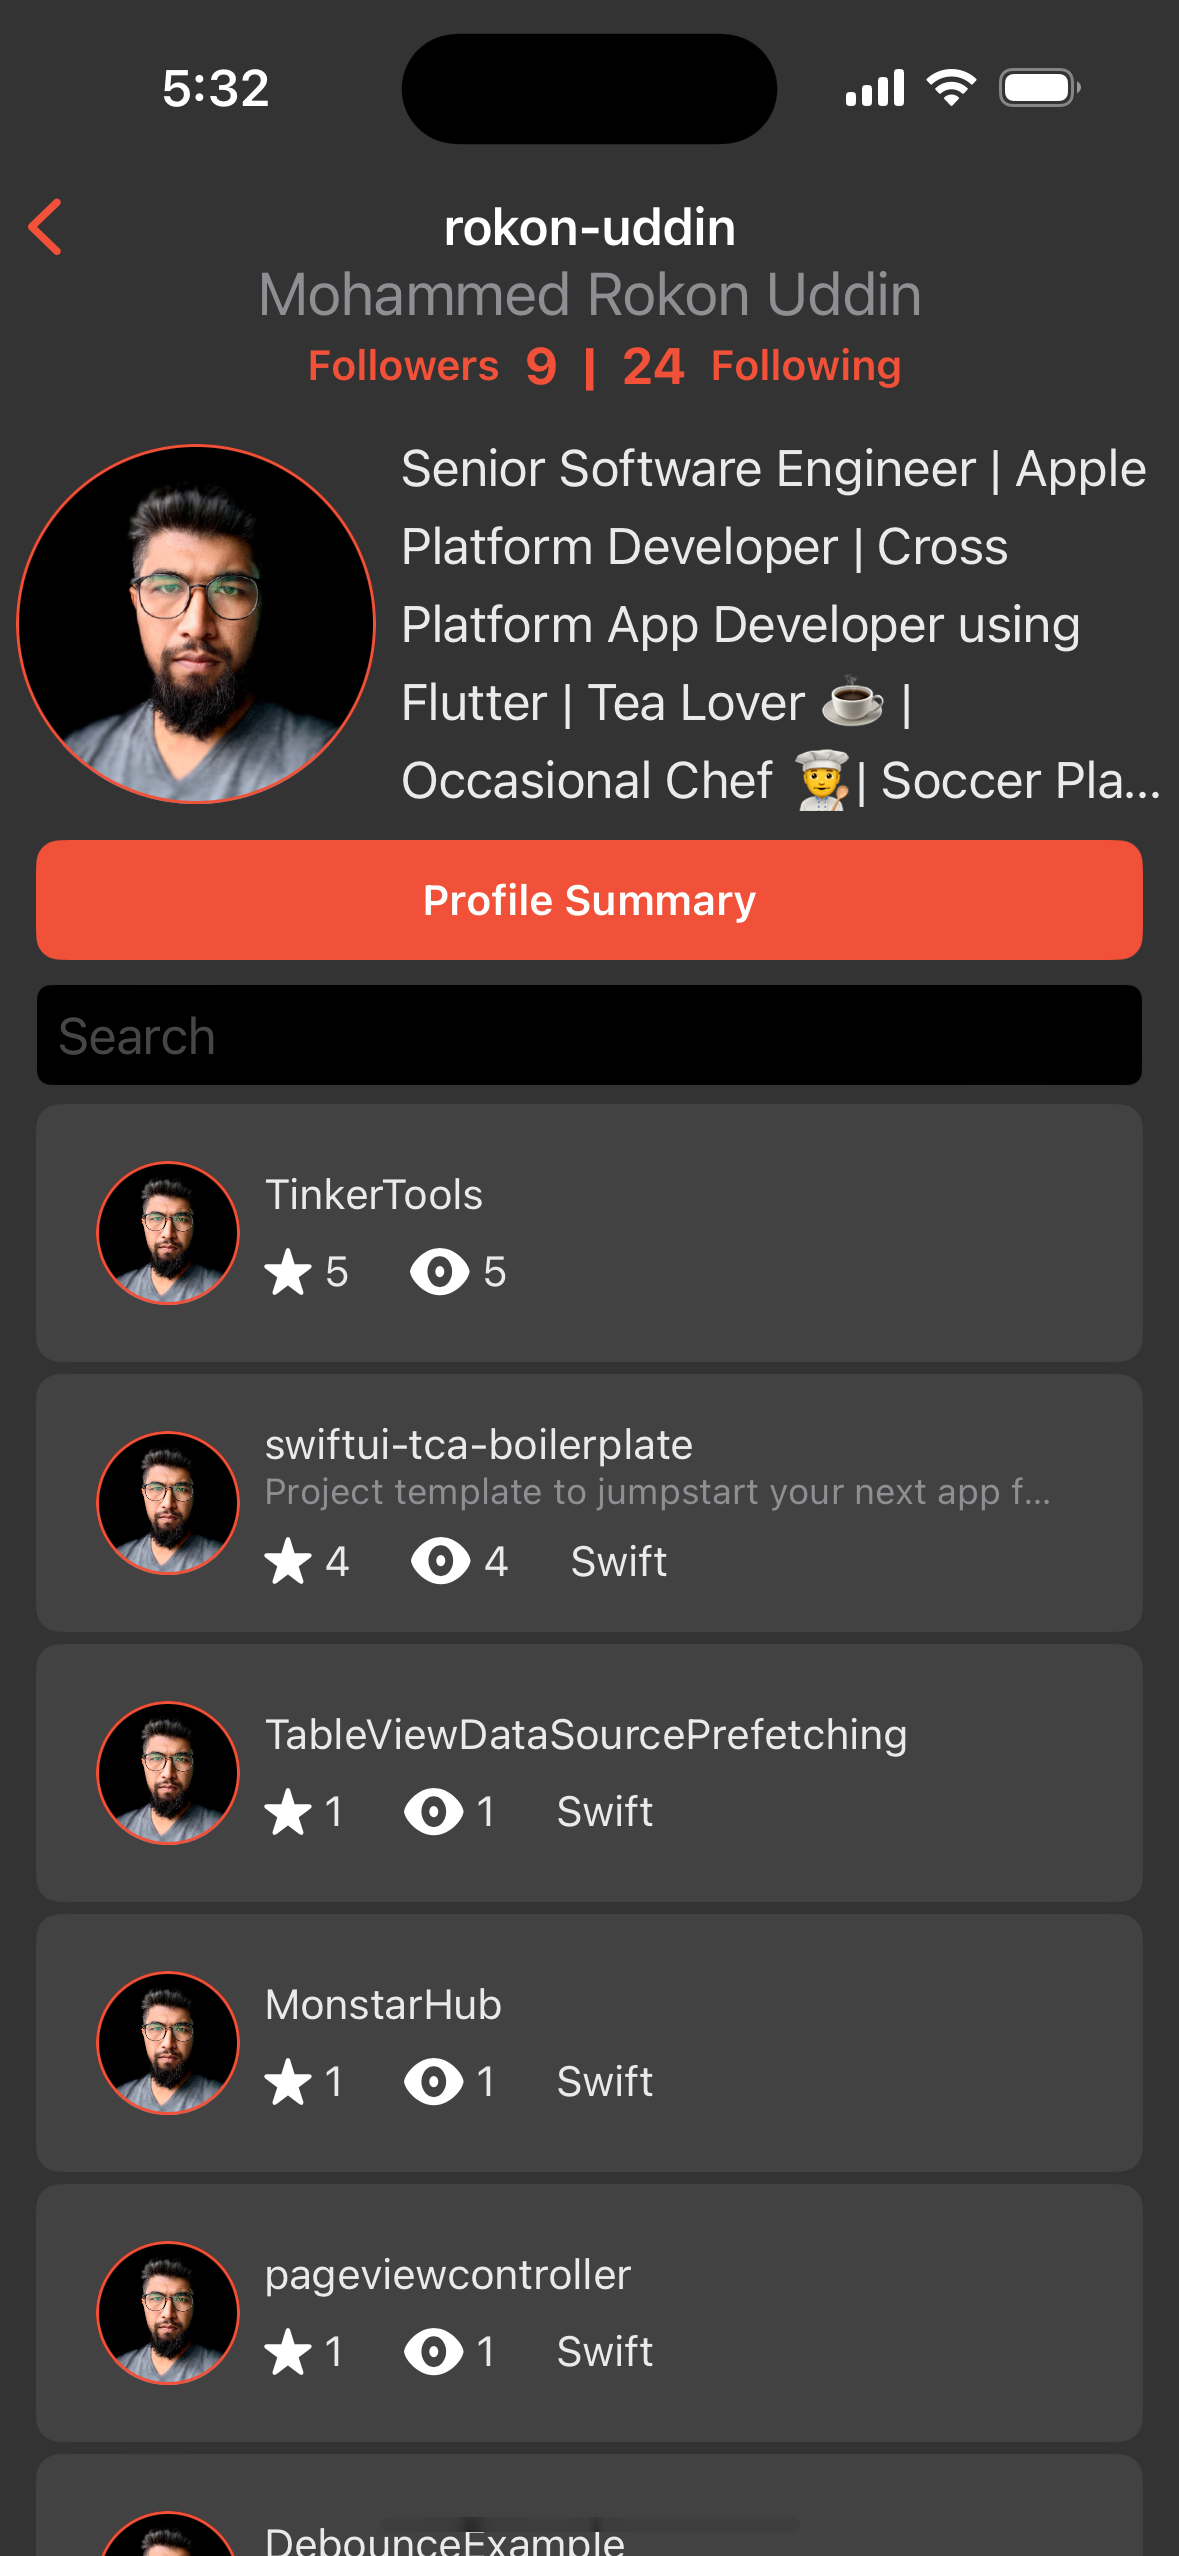 5:32
rokon-uddin
Mohammed Rokon Uddin
Followers 9 | 24 Following
Senior Software Engineer | Apple
Platform Developer | Cross
Platform App Developer using
Flutter | Tea Lover ☕ |
Occasional Chef 🧑‍🍳| Soccer Pla...
Profile Summary
Search
TinkerTools
5 5
swiftui-tca-boilerplate
Project template to jumpstart your next app f...
4 4 Swift
TableViewDataSourcePrefetching
1 1 Swift
MonstarHub
1 1 Swift
pageviewcontroller
1 1 Swift
DebounceExample